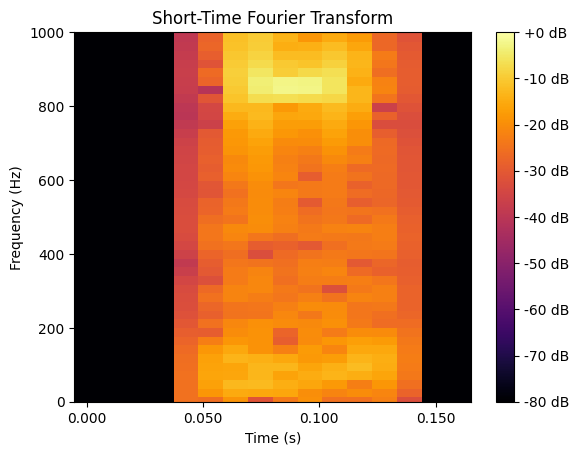 Short-Time Fourier Transform
1000
800
600
400
200
0
Frequency (Hz)
0.000
0.050
0.100
0.150
Time (s)
+0 dB
-10 dB
-20 dB
-30 dB
-40 dB
-50 dB
-60 dB
-70 dB
-80 dB